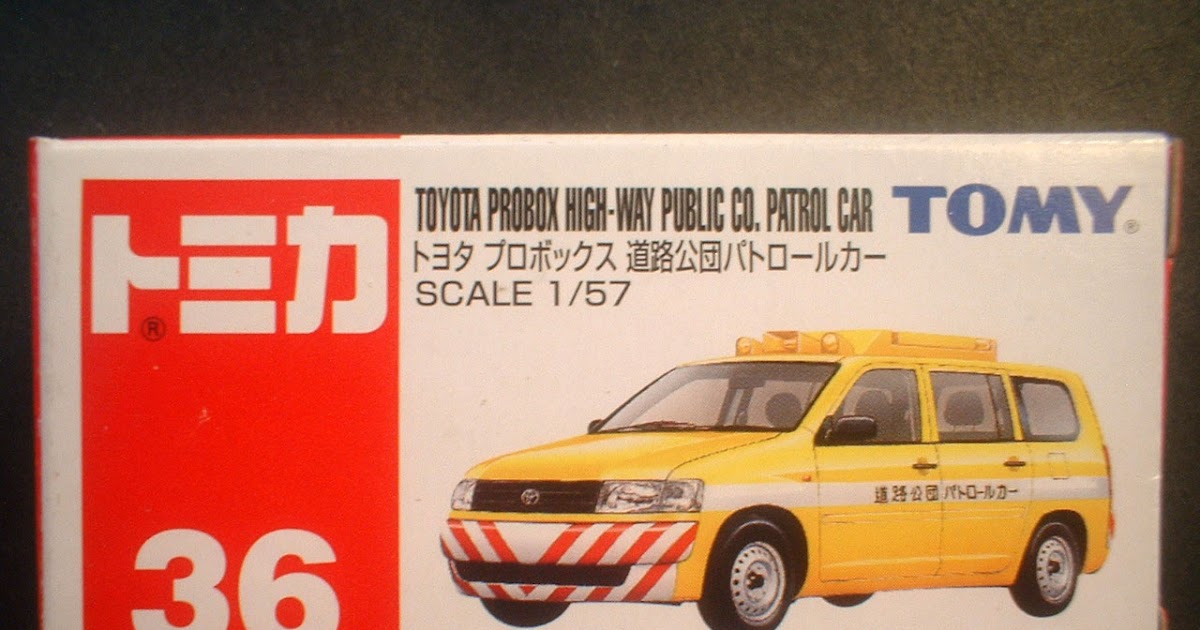 トミカ
®
36
TOYOTA PROBOX HIGH-WAY PUBLIC CO. PATROL CAR
トヨタ プロボックス 道路公団パトロールカー
SCALE 1/57
TOMY®
道路公団 パトロールカー